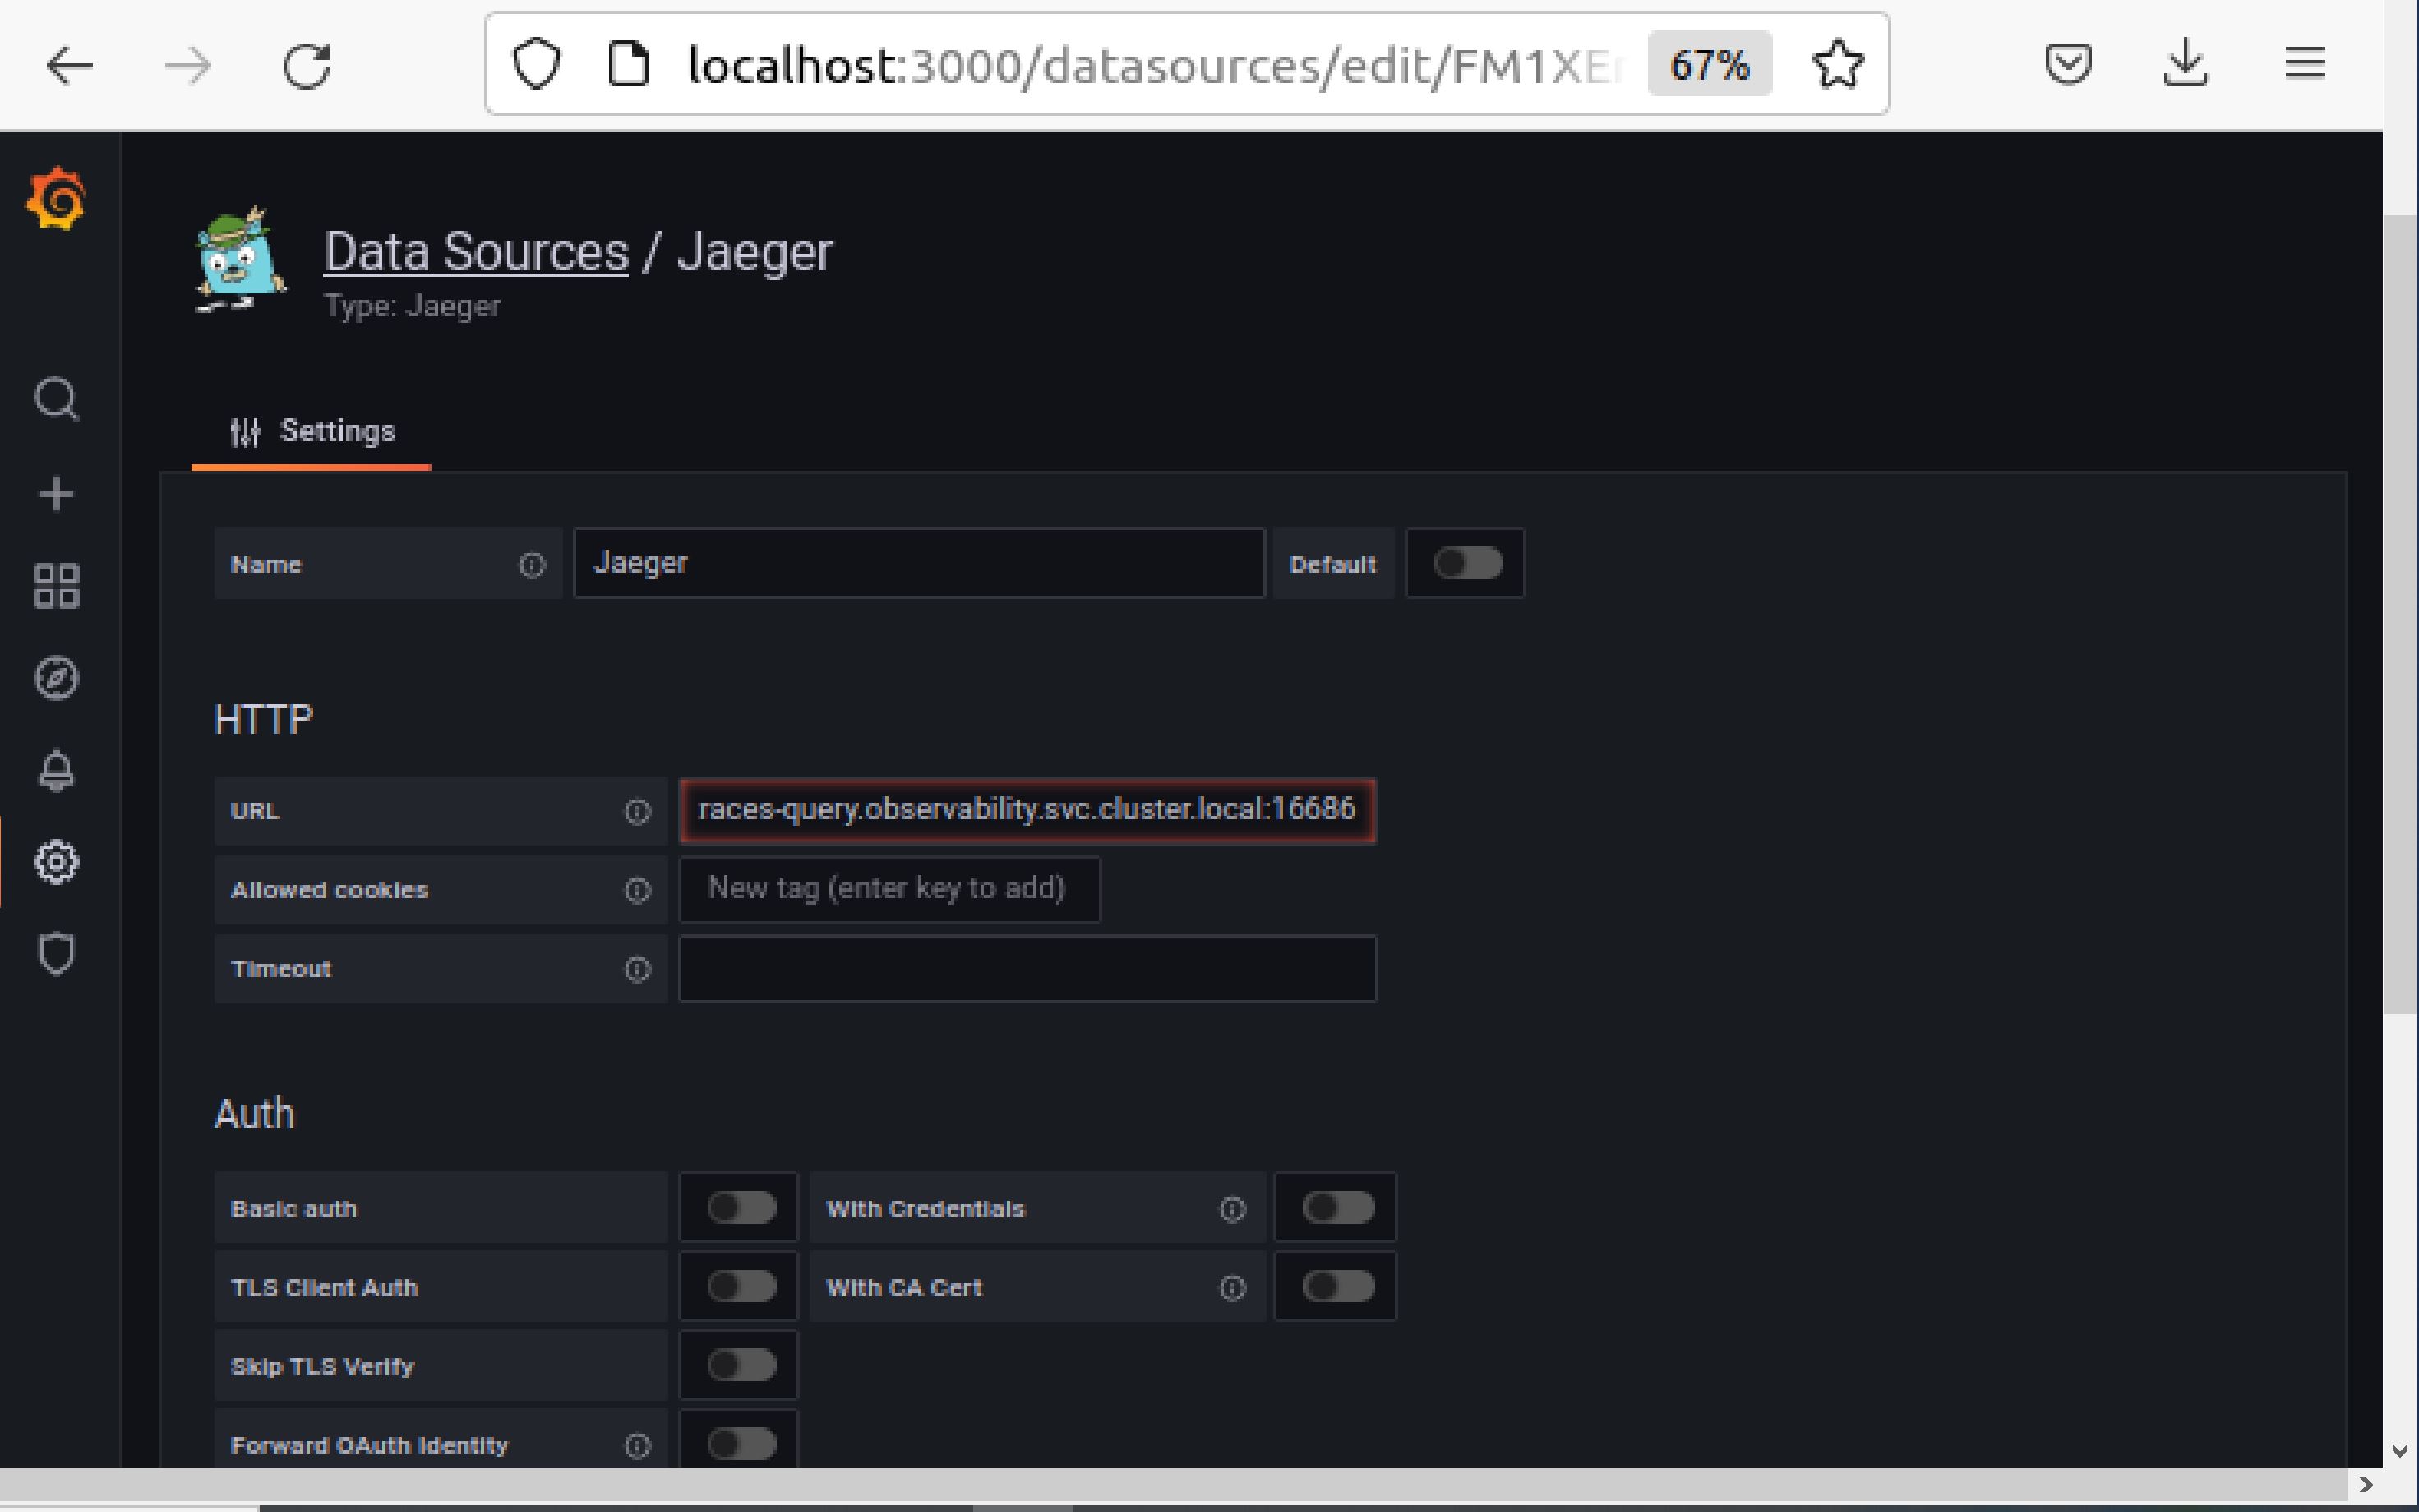 localhost:3000/datasources/edit/FM1XE
67%
Data Sources / Jaeger
Type: Jaeger
Settings
Name Jaeger Default
HTTP
URL races-query.observability.svc.cluster.local:16686
Allowed cookies New tag (enter key to add)
Timeout
Auth
Basic auth With Credentials
TLS Client Auth With CA Cert
Skip TLS Verify
Forward OAuth Identity